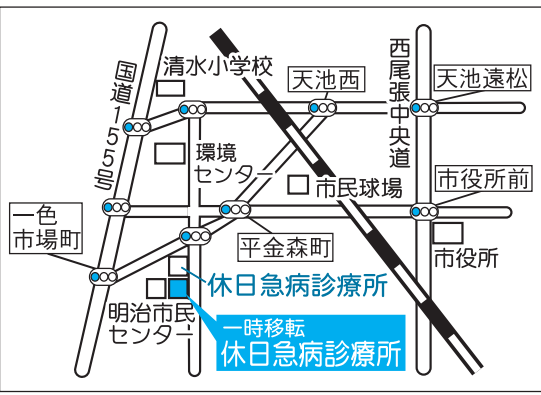 国道155号
清水小学校
天池西
西尾張中央道
天池遠松
環境
センター
市民球場
市役所前
一色
市場町
平金森町
市役所
休日急病診療所
明治市民
センター
一時移転
休日急病診療所